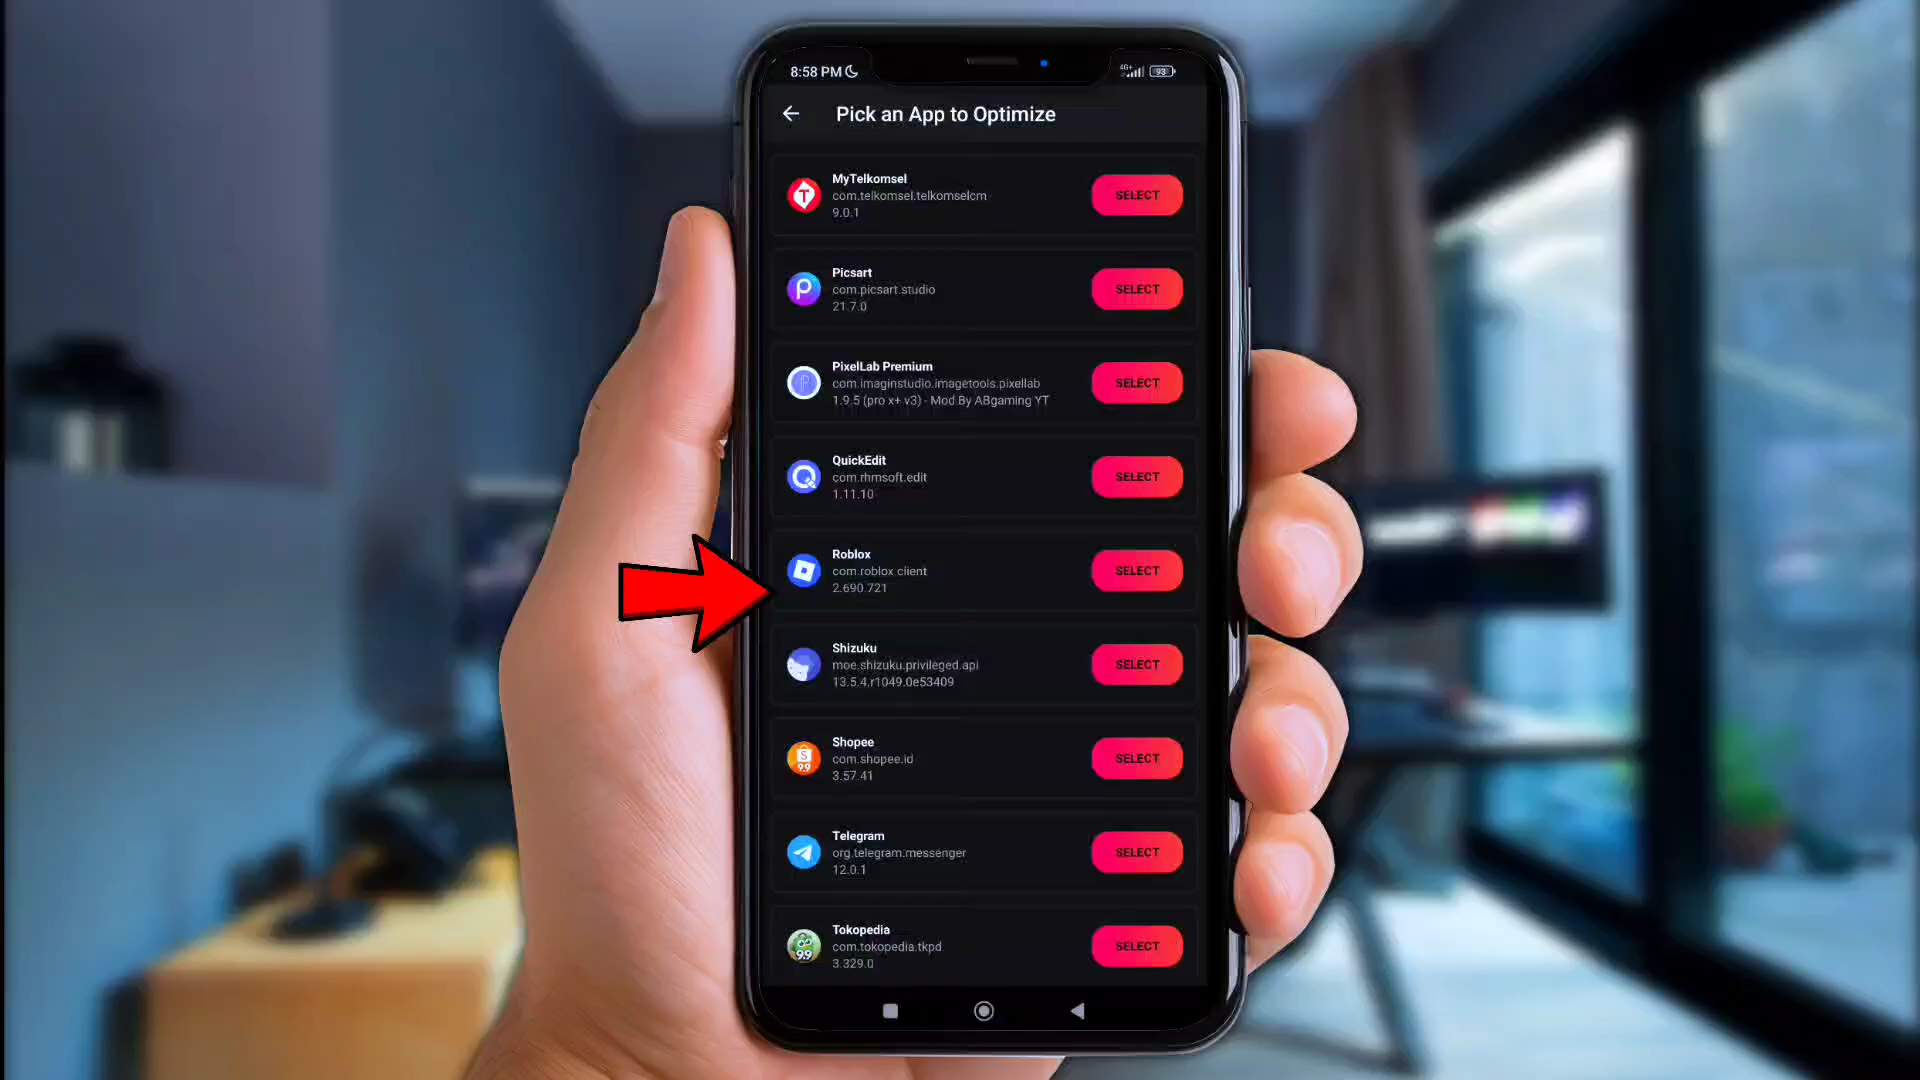 8:58 PM
4G+
93
Pick an App to Optimize
MyTelkomsel
com.telkomsel.telkomselcm
9.0.1
SELECT
Picsart
com.picsart.studio
21.7.0
SELECT
PixelLab Premium
com.imaginstudio.imagetools.pixellab
1.9.5 (pro x+ v3) - Mod By ABgaming YT
SELECT
QuickEdit
com.rhmsoft.edit
1.11.10
SELECT
Roblox
com.roblox.client
2.690.721
SELECT
Shizuku
moe.shizuku.privileged.api
13.5.4.r1049.0e53409
SELECT
Shopee
com.shopee.id
3.57.41
SELECT
Telegram
org.telegram.messenger
12.0.1
SELECT
Tokopedia
com.tokopedia.tkpd
3.329.0
SELECT